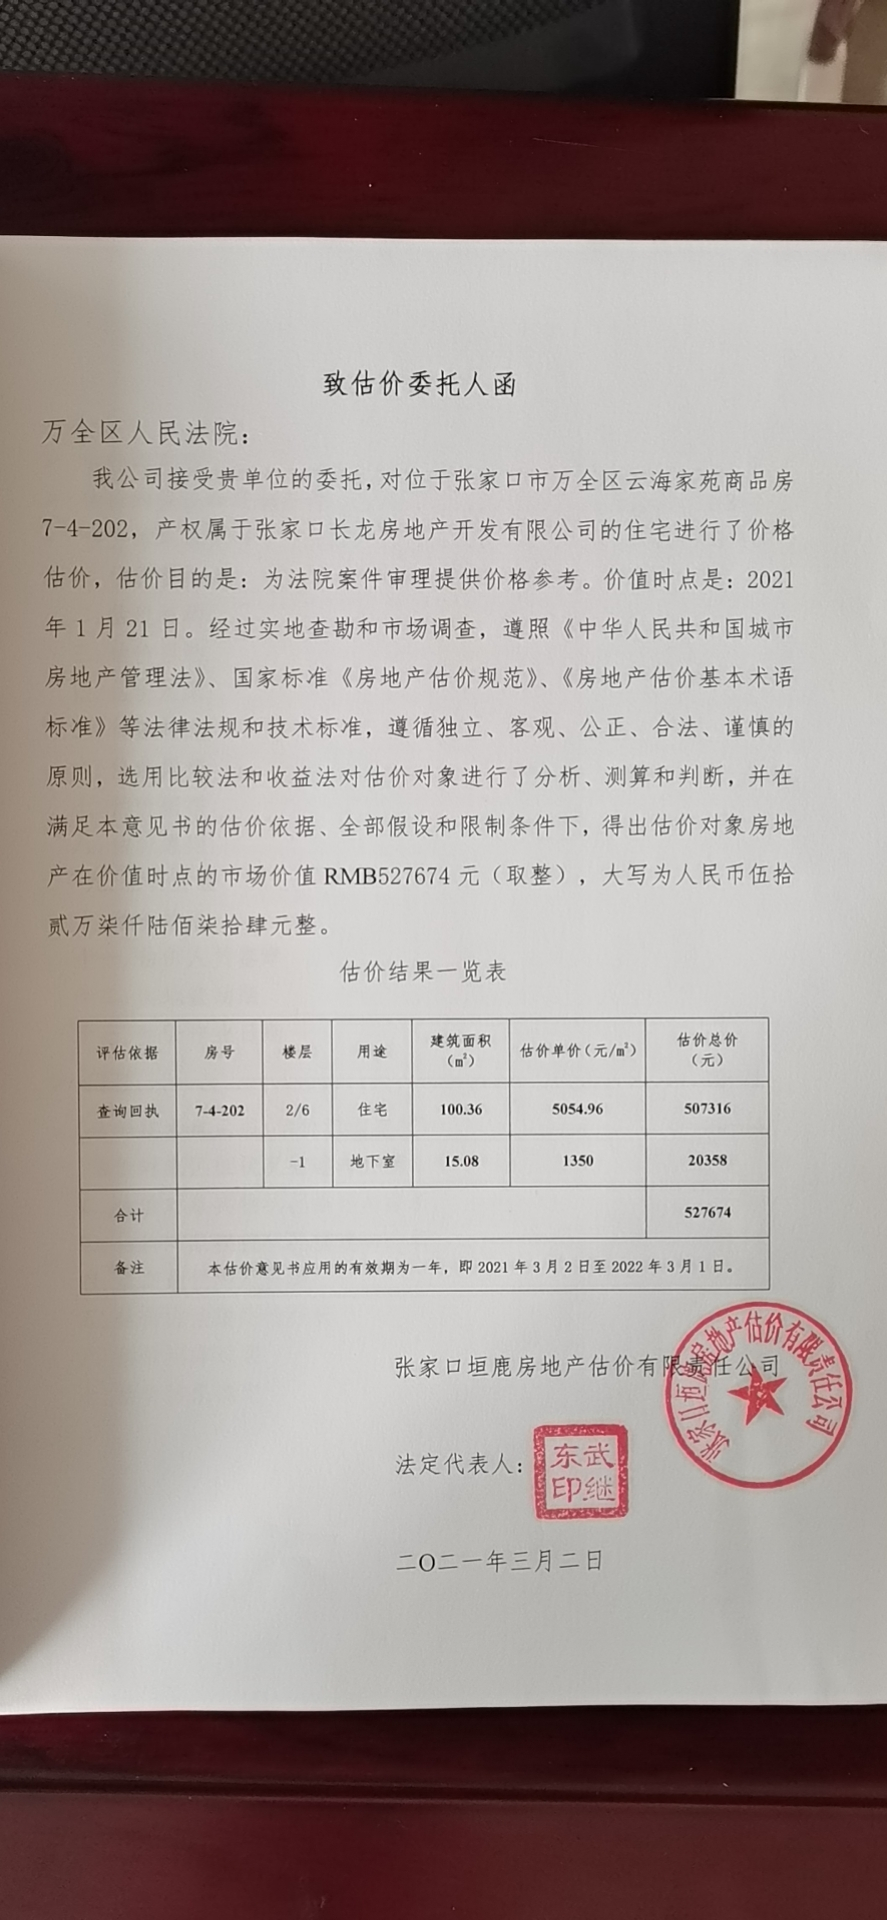 致估价委托人函
万全区人民法院：
我公司接受贵单位的委托，对位于张家口市万全区云海家苑商品房
7-4-202，产权属于张家口长龙房地产开发有限公司的住宅进行了价格
估价，估价目的是：为法院案件审理提供价格参考。价值时点是：2021
年 1 月 21 日。经过实地查勘和市场调查，遵照《中华人民共和国城市
房地产管理法》、国家标准《房地产估价规范》、《房地产估价基本术语
标准》等法律法规和技术标准，遵循独立、客观、公正、合法、谨慎的
原则，选用比较法和收益法对估价对象进行了分析、测算和判断，并在
满足本意见书的估价依据、全部假设和限制条件下，得出估价对象房地
产在价值时点的市场价值 RMB527674 元（取整），大写为人民币伍拾
贰万柒仟陆佰柒拾肆元整。
估价结果一览表
评估依据 房号 楼层 用途 建筑面积（㎡） 估价单价（元/㎡） 估价总价（元）
查询回执 7-4-202 2/6 住宅 100.36 5054.96 507316
-1 地下室 15.08 1350 20358
合计 527674
备注 本估价意见书应用的有效期为一年，即 2021 年 3 月 2 日至 2022 年 3 月 1 日。
张家口垣鹿房地产估价有限责任公司
张家口垣鹿房地产估价有限责任公司
法定代表人：
武继东印
二〇二一年三月二日